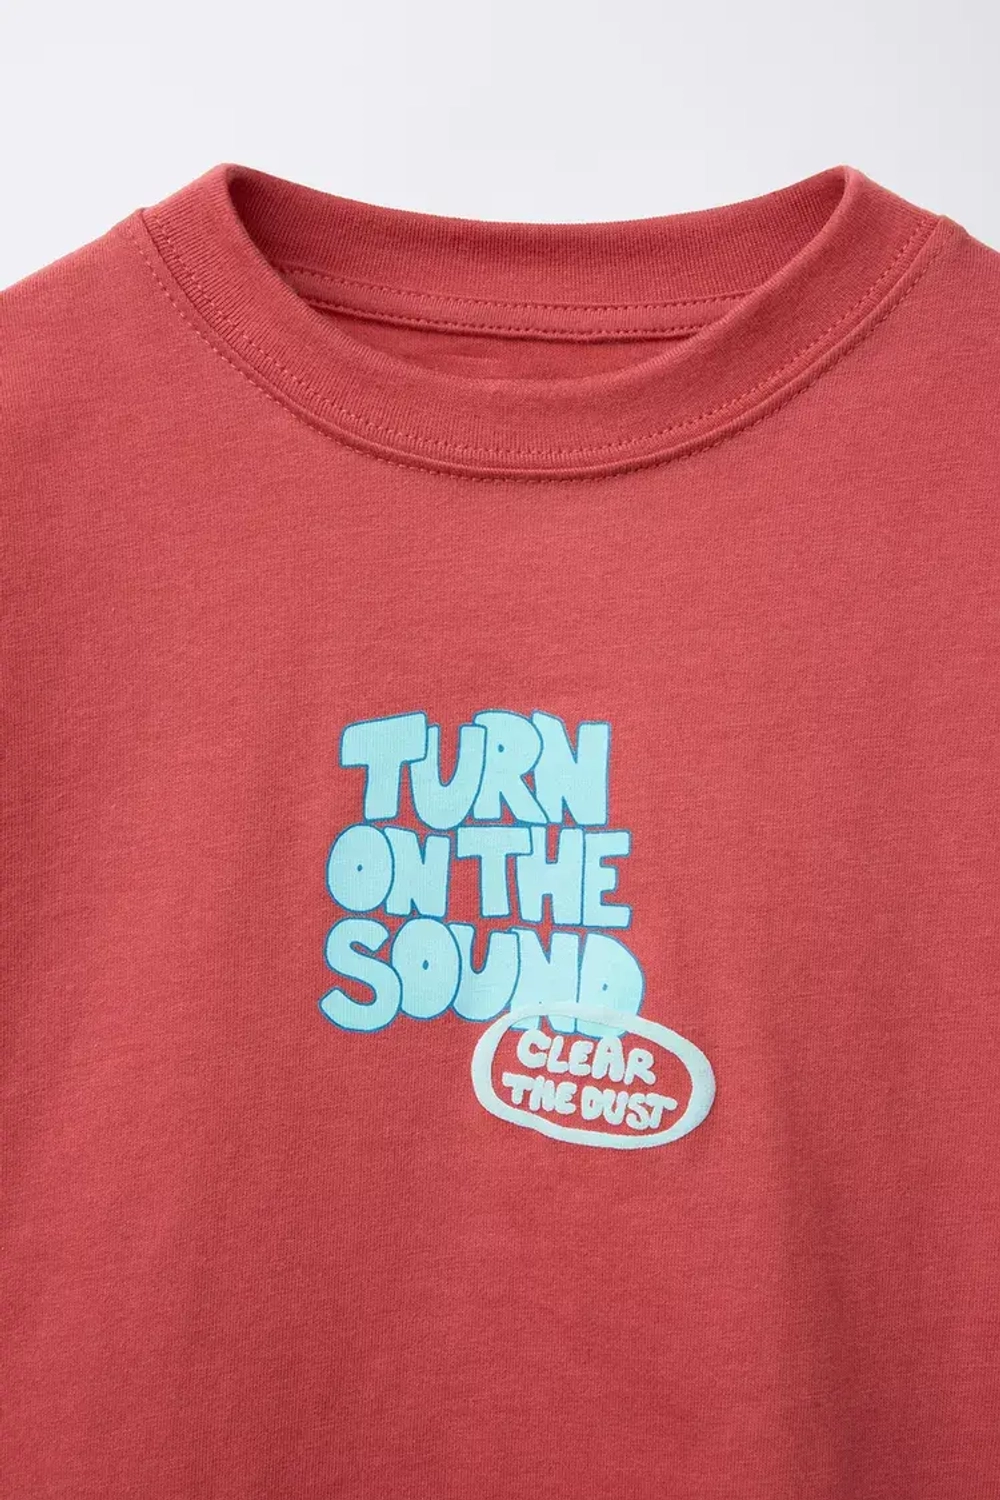 TURN
ON THE
SOUND
CLEAR
THE DUST